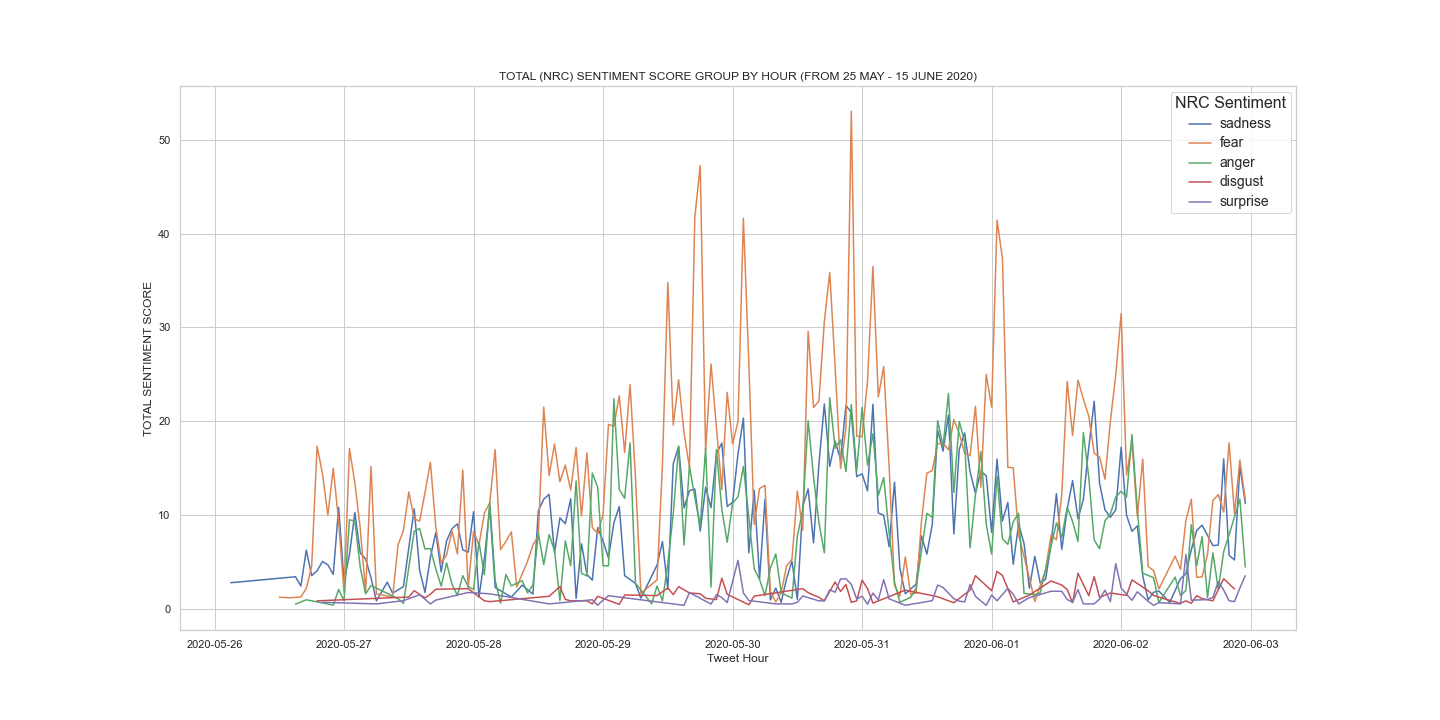 TOTAL (NRC) SENTIMENT SCORE GROUP BY HOUR (FROM 25 MAY - 15 JUNE 2020)
NRC Sentiment
sadness
fear
anger
disgust
surprise
TOTAL SENTIMENT SCORE
50
40
30
20
10
0
2020-05-26 2020-05-27 2020-05-28 2020-05-29 2020-05-30 2020-05-31 2020-06-01 2020-06-02 2020-06-03
Tweet Hour